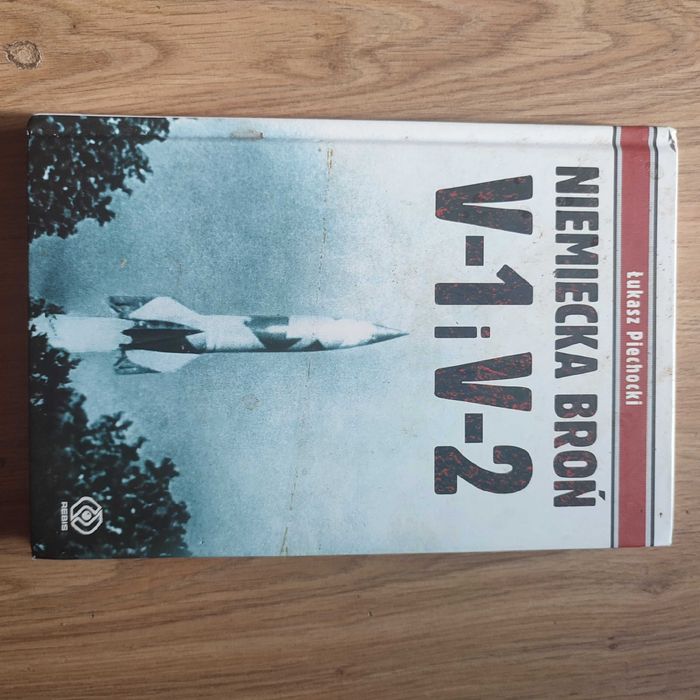 Łukasz Piechocki
NIEMIECKA BROŃ
V-1 i V-2
REBIS